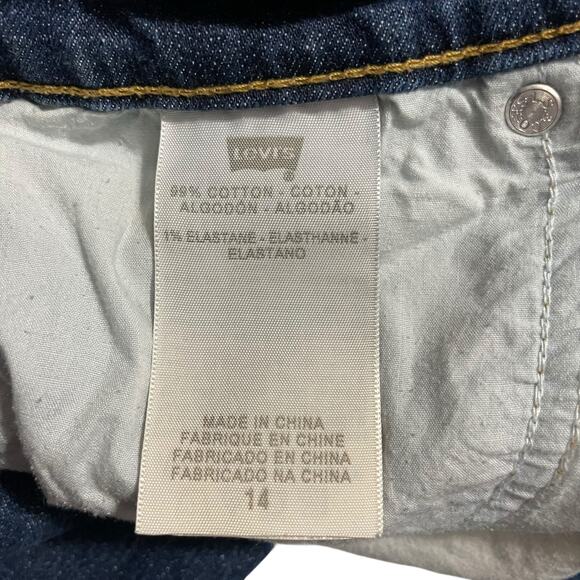 Levi's
®
99% COTTON - COTON -
ALGODÓN - ALGODÃO
1% ELASTANE - ELASTHANNE -
ELASTANO
MADE IN CHINA
FABRIQUE EN CHINE
FABRICADO EN CHINA
FABRICADO NA CHINA
14